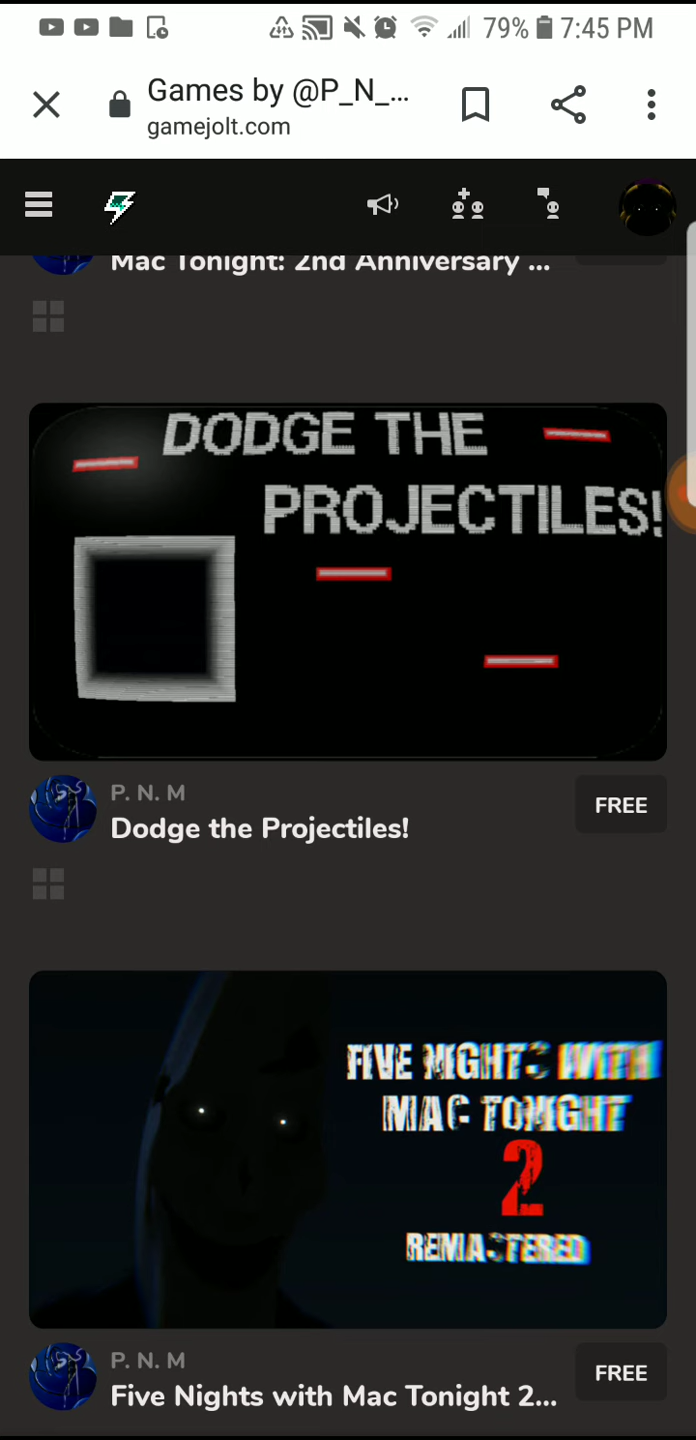 79% 7:45 PM
Games by @P_N_...
gamejolt.com
Mac Tonight: 2nd Anniversary ...
DODGE THE
PROJECTILES!
P. N. M
Dodge the Projectiles!
FREE
FIVE NIGHTS WITH
MAC TONIGHT
2
REMASTERED
P. N. M
Five Nights with Mac Tonight 2...
FREE